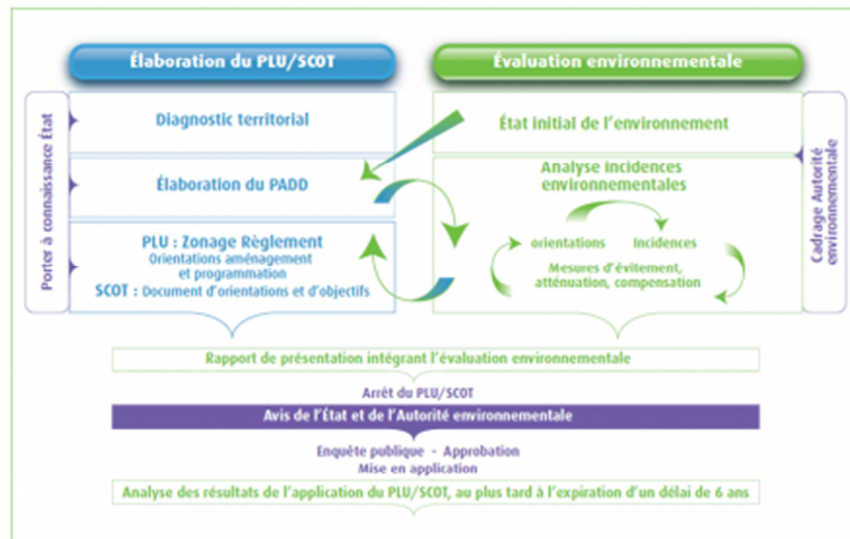 Élaboration du PLU/SCOT
Évaluation environnementale
Porter à connaissance État
Diagnostic territorial
Élaboration du PADD
PLU : Zonage Règlement
Orientations aménagement
et programmation
SCOT : Document d'orientations et d'objectifs
État initial de l'environnement
Analyse incidences
environnementales
orientations
Incidences
Mesures d'évitement,
atténuation, compensation
Cadrage Autorité
environnementale
Rapport de présentation intégrant l'évaluation environnementale
Arrêt du PLU/SCOT
Avis de l'État et de l'Autorité environnementale
Enquête publique - Approbation
Mise en application
Analyse des résultats de l'application du PLU/SCOT, au plus tard à l'expiration d'un délai de 6 ans